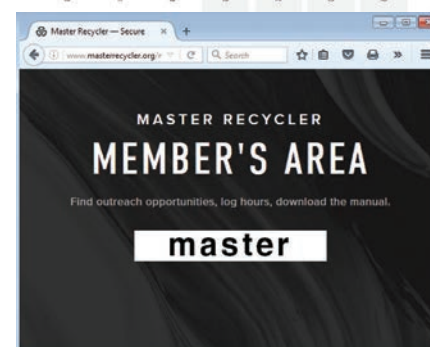 Master Recycler — Secure
www.masterrecycler.org/
Search
MASTER RECYCLER
MEMBER'S AREA
Find outreach opportunities, log hours, download the manual.
master